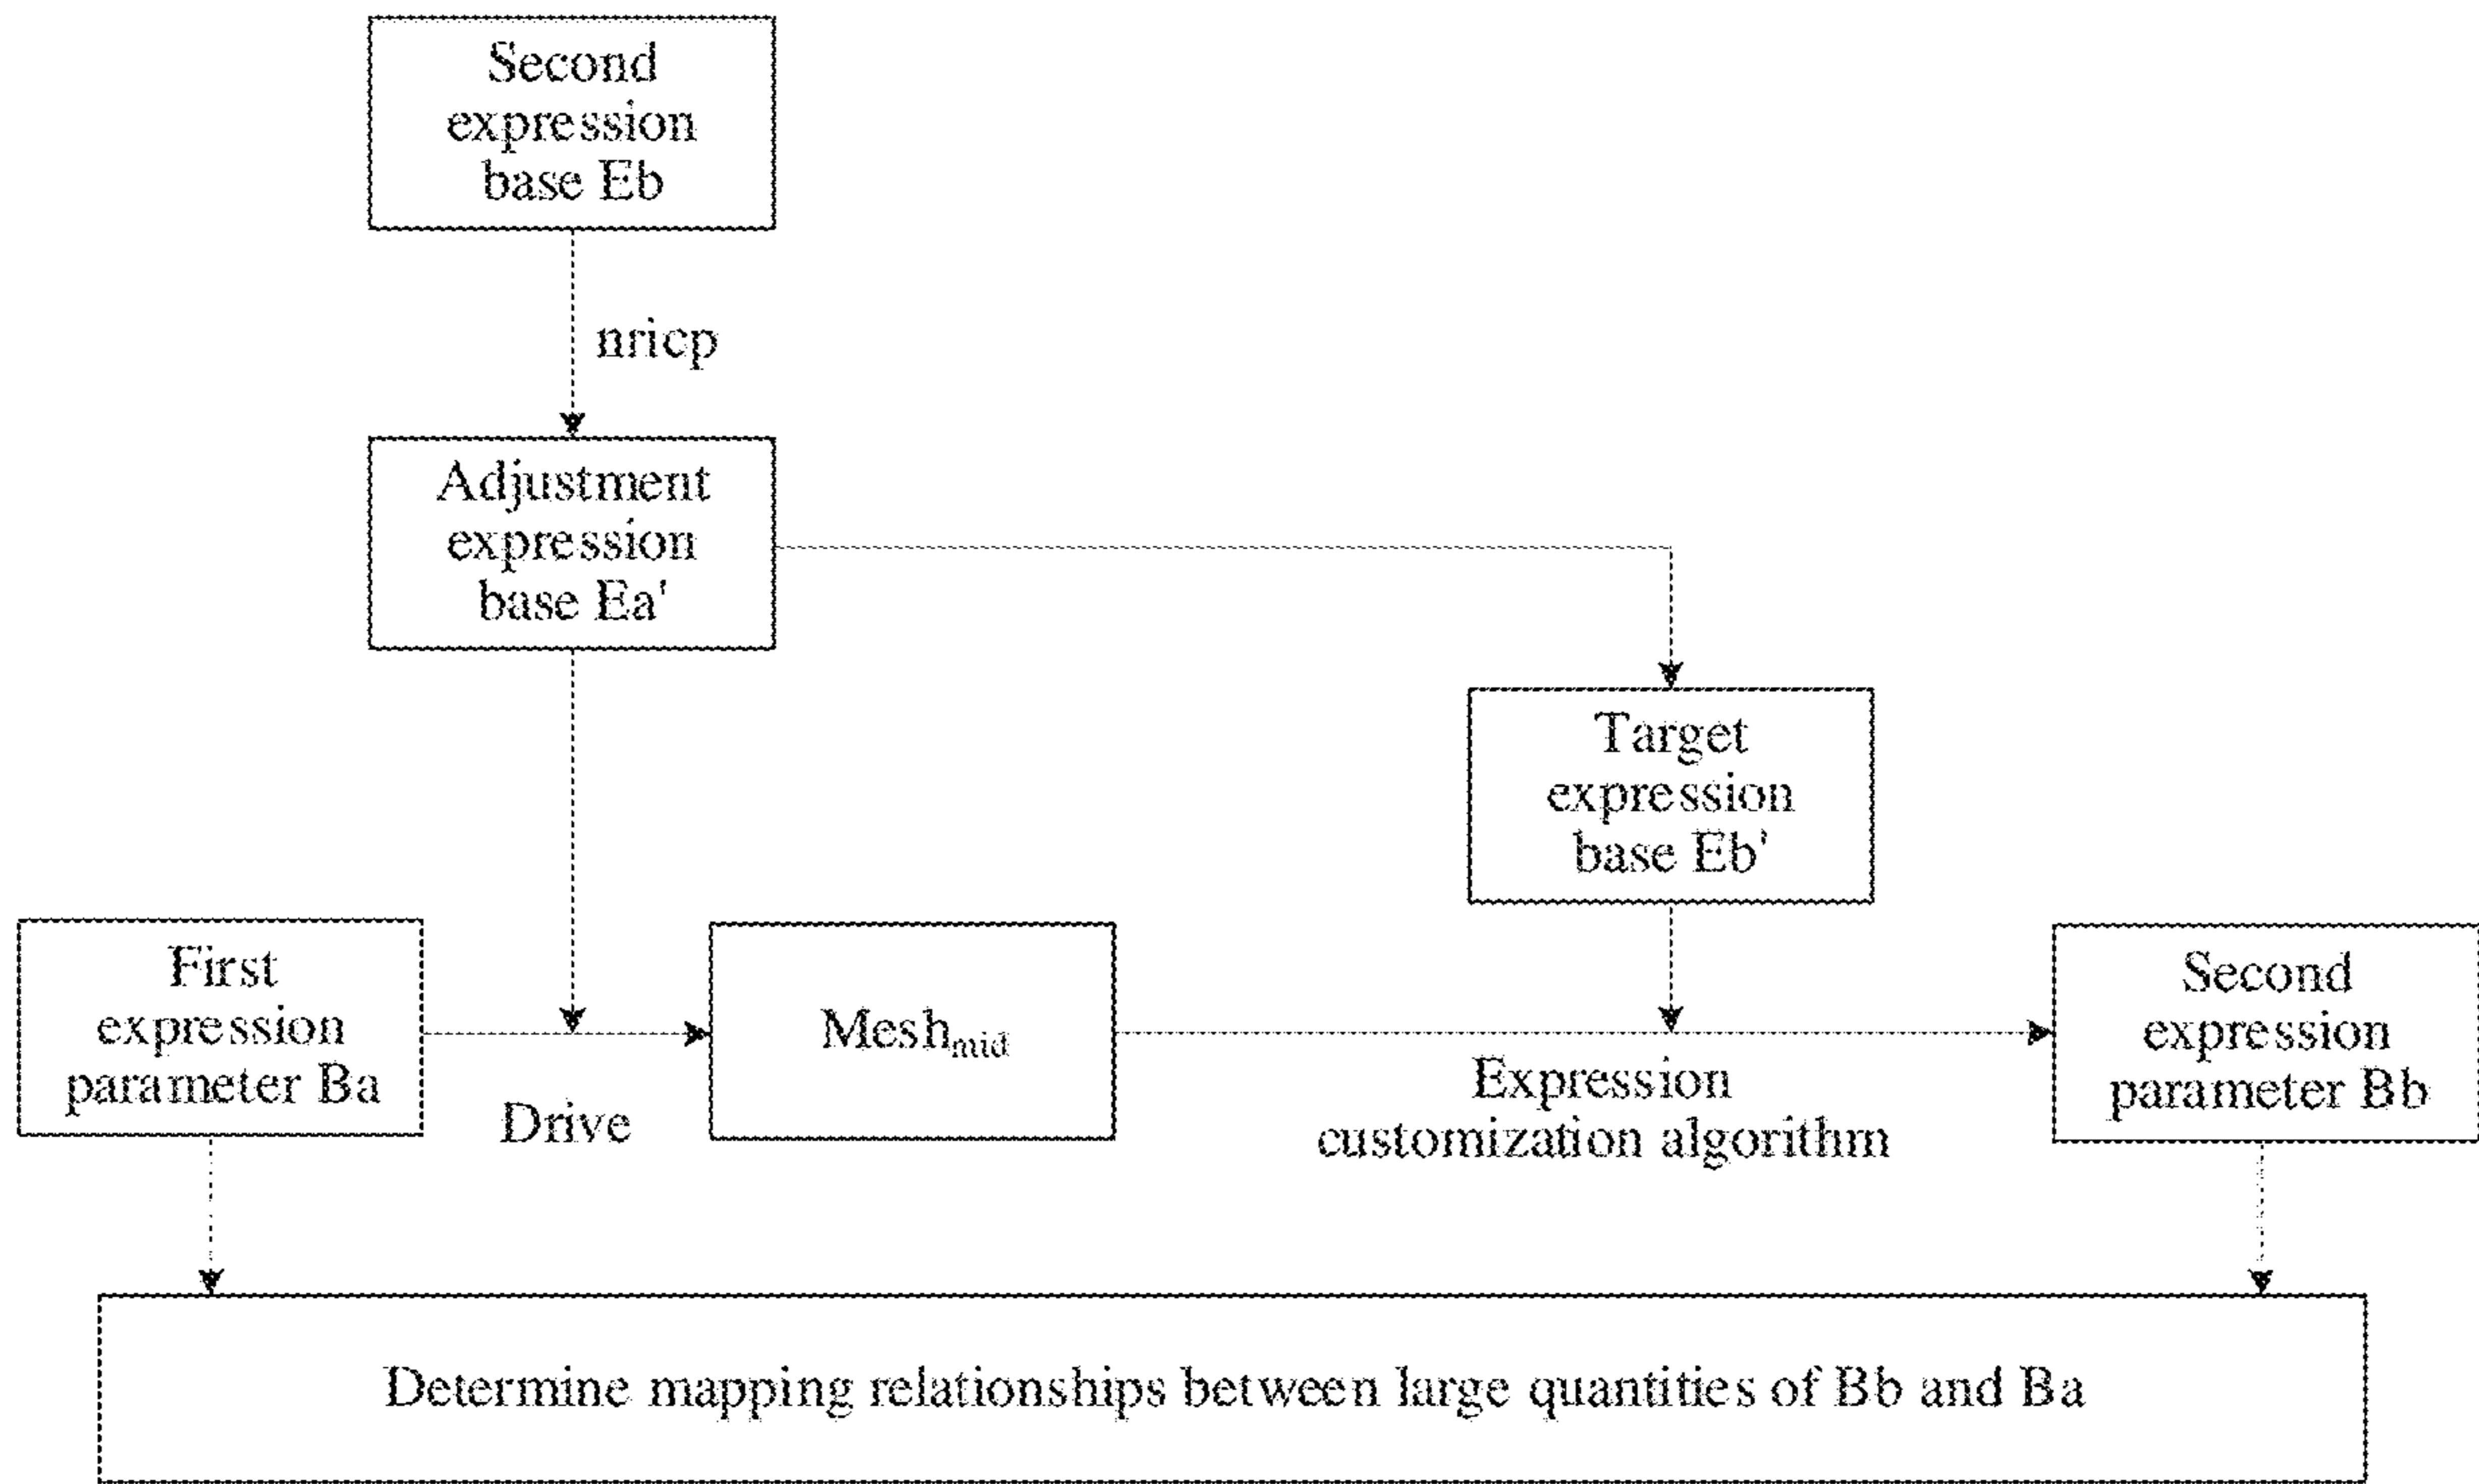 Second
expression
base Eb
nricp
Adjustment
expression
base Ea'
Target
expression
base Eb'
First
expression
parameter Ba
Drive
Mesh_mid
Expression
customization algorithm
Second
expression
parameter Bb
Determine mapping relationships between large quantities of Bb and Ba